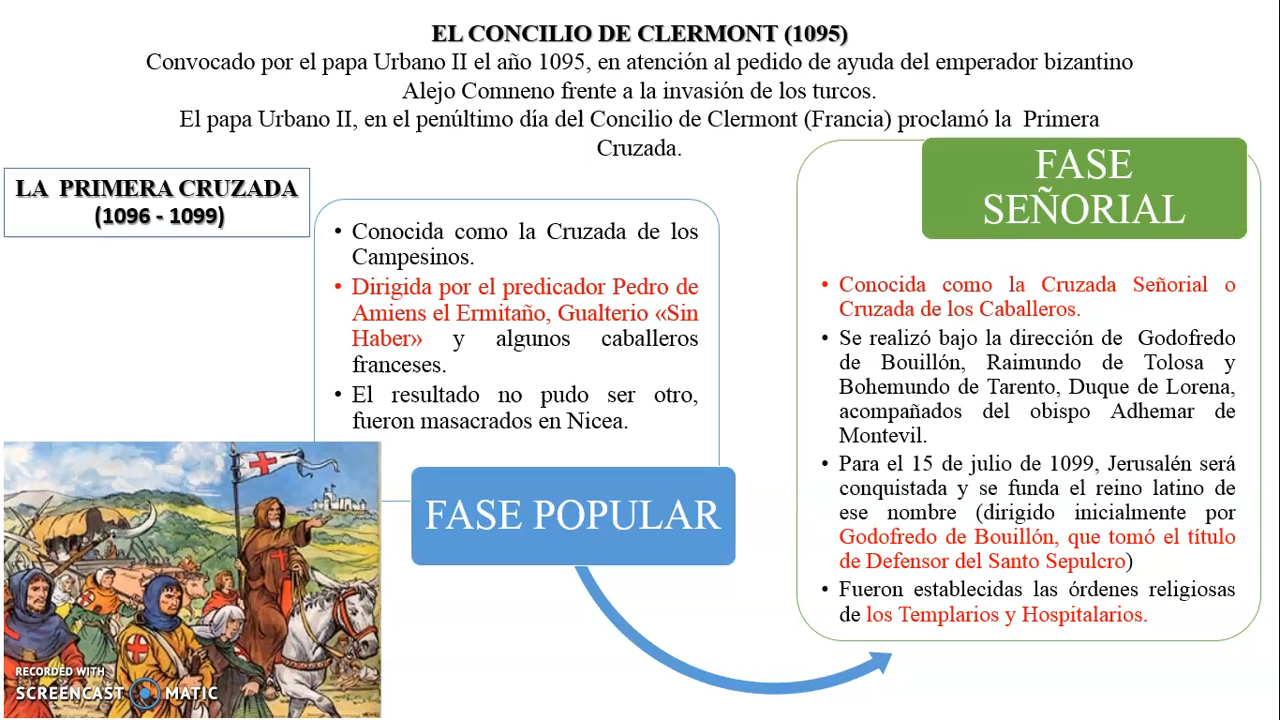 EL CONCILIO DE CLERMONT (1095)
Convocado por el papa Urbano II el año 1095, en atención al pedido de ayuda del emperador bizantino
Alejo Comneno frente a la invasión de los turcos.
El papa Urbano II, en el penúltimo día del Concilio de Clermont (Francia) proclamó la Primera
Cruzada.
LA PRIMERA CRUZADA
(1096 - 1099)
• Conocida como la Cruzada de los
Campesinos.
• Dirigida por el predicador Pedro de
Amiens el Ermitaño, Gualterio «Sin
Haber» y algunos caballeros
franceses.
• El resultado no pudo ser otro,
fueron masacrados en Nicea.
FASE POPULAR
FASE
SEÑORIAL
• Conocida como la Cruzada Señorial o
Cruzada de los Caballeros.
• Se realizó bajo la dirección de Godofredo
de Bouillón, Raimundo de Tolosa y
Bohemundo de Tarento, Duque de Lorena,
acompañados del obispo Adhemar de
Montevil.
• Para el 15 de julio de 1099, Jerusalén será
conquistada y se funda el reino latino de
ese nombre (dirigido inicialmente por
Godofredo de Bouillón, que tomó el título
de Defensor del Santo Sepulcro)
• Fueron establecidas las órdenes religiosas
de los Templarios y Hospitalarios.
RECORDED WITH
SCREENCAST MATIC